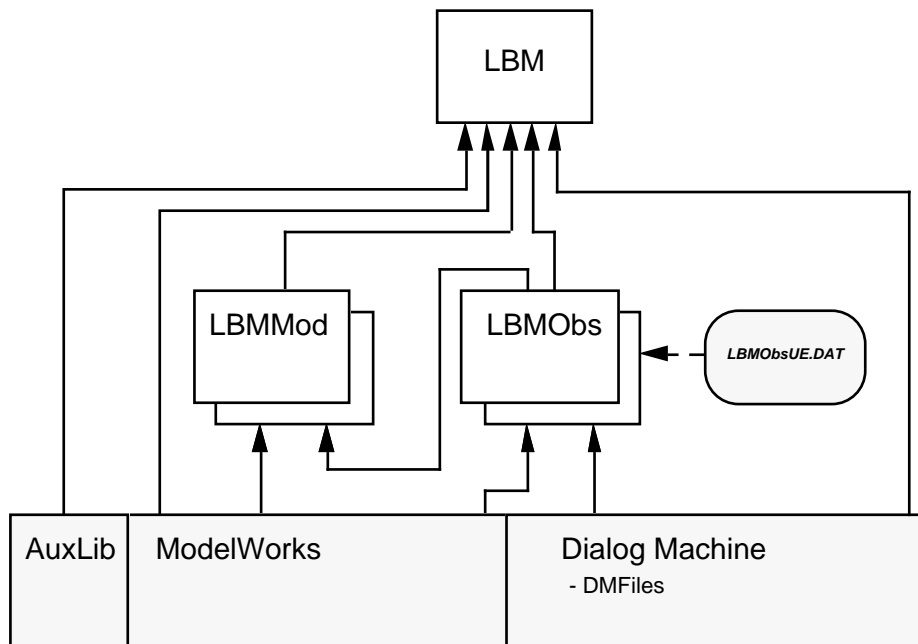 LBM
LBMMod
LBMObs
LBMObsUE.DAT
AuxLib
ModelWorks
Dialog Machine
- DMFiles